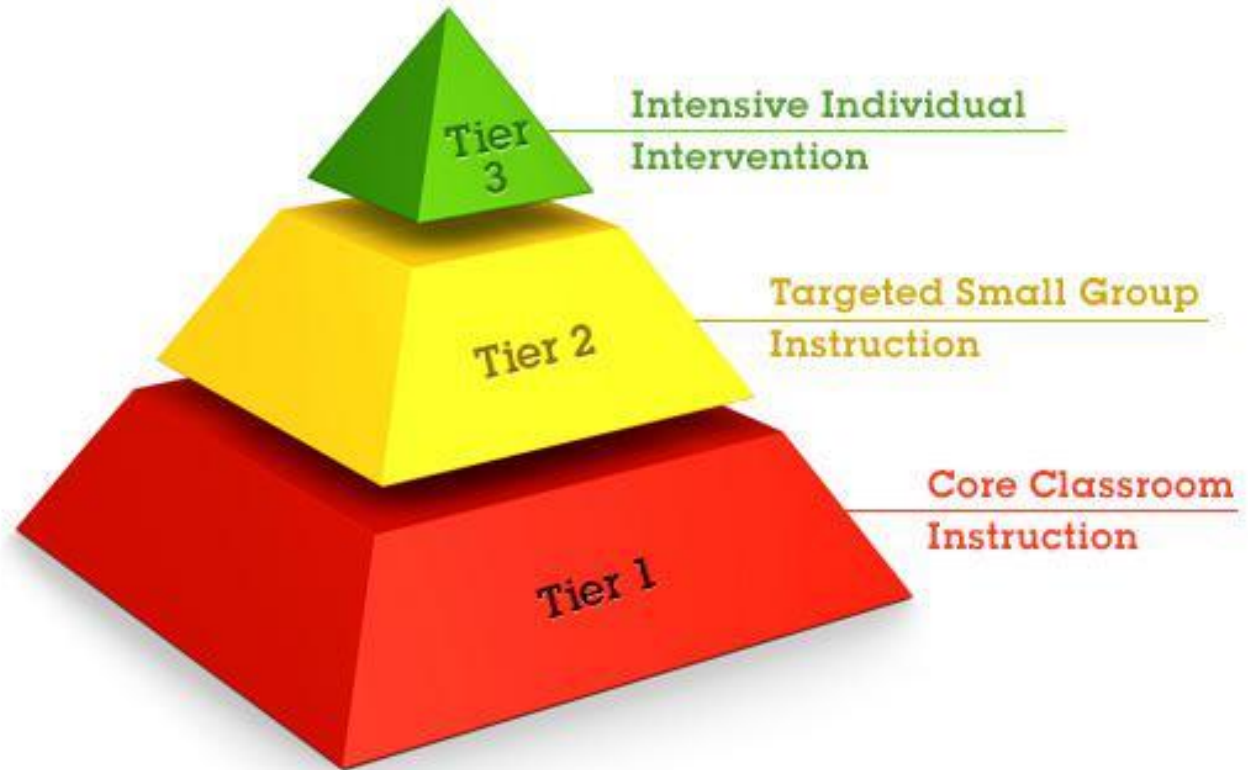 Tier
3
Intensive Individual
Intervention
Tier 2
Targeted Small Group
Instruction
Tier 1
Core Classroom
Instruction